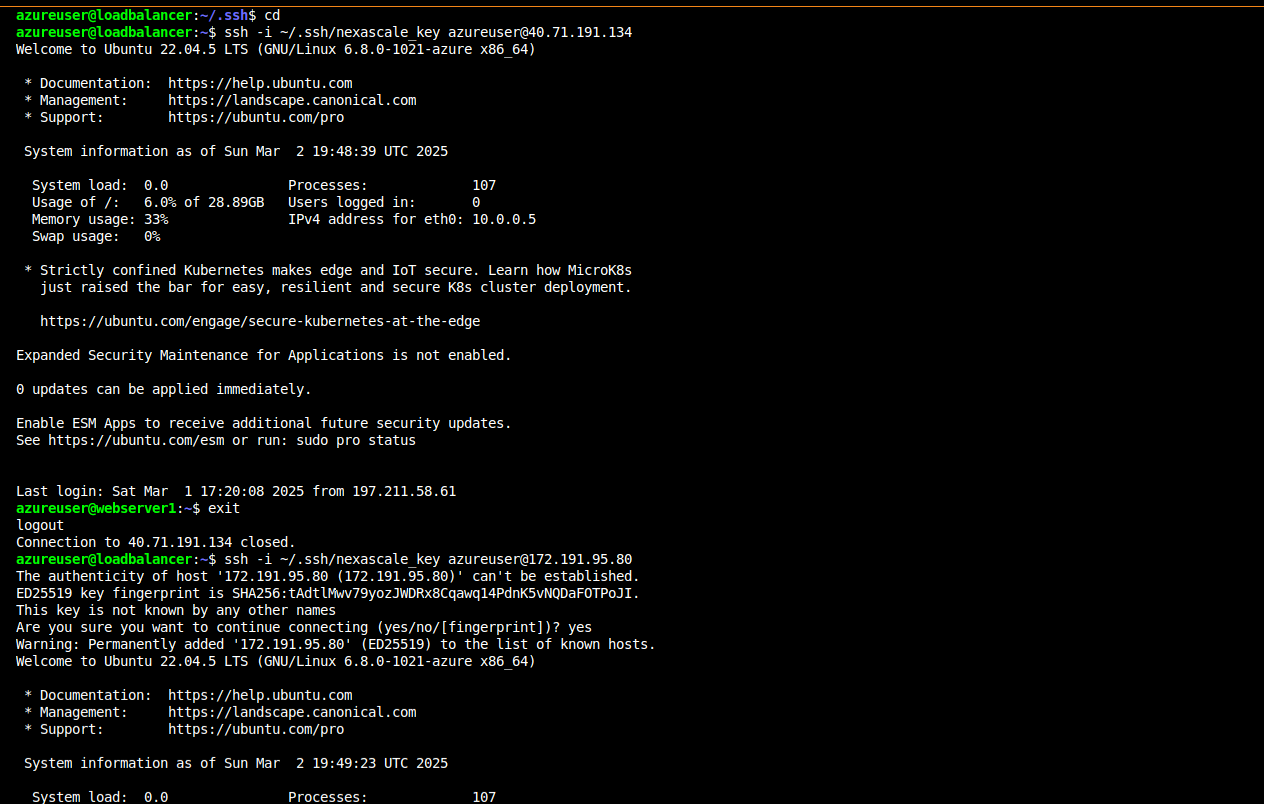 azureuser@loadbalancer:~/.ssh$ cd
azureuser@loadbalancer:~$ ssh -i ~/.ssh/nexascale_key azureuser@40.71.191.134
Welcome to Ubuntu 22.04.5 LTS (GNU/Linux 6.8.0-1021-azure x86_64)

 * Documentation:  https://help.ubuntu.com
 * Management:     https://landscape.canonical.com
 * Support:        https://ubuntu.com/pro

 System information as of Sun Mar  2 19:48:39 UTC 2025

  System load:  0.0               Processes:             107
  Usage of /:   6.0% of 28.89GB   Users logged in:       0
  Memory usage: 33%               IPv4 address for eth0: 10.0.0.5
  Swap usage:   0%

 * Strictly confined Kubernetes makes edge and IoT secure. Learn how MicroK8s
   just raised the bar for easy, resilient and secure K8s cluster deployment.

   https://ubuntu.com/engage/secure-kubernetes-at-the-edge

Expanded Security Maintenance for Applications is not enabled.

0 updates can be applied immediately.

Enable ESM Apps to receive additional future security updates.
See https://ubuntu.com/esm or run: sudo pro status


Last login: Sat Mar  1 17:20:08 2025 from 197.211.58.61
azureuser@webserver1:~$ exit
logout
Connection to 40.71.191.134 closed.
azureuser@loadbalancer:~$ ssh -i ~/.ssh/nexascale_key azureuser@172.191.95.80
The authenticity of host '172.191.95.80 (172.191.95.80)' can't be established.
ED25519 key fingerprint is SHA256:tAdtlMwv79yozJWDRx8Cqawq14PdnK5vNQDaFOTPoJI.
This key is not known by any other names
Are you sure you want to continue connecting (yes/no/[fingerprint])? yes
Warning: Permanently added '172.191.95.80' (ED25519) to the list of known hosts.
Welcome to Ubuntu 22.04.5 LTS (GNU/Linux 6.8.0-1021-azure x86_64)

 * Documentation:  https://help.ubuntu.com
 * Management:     https://landscape.canonical.com
 * Support:        https://ubuntu.com/pro

 System information as of Sun Mar  2 19:49:23 UTC 2025

  System load:  0.0               Processes:             107